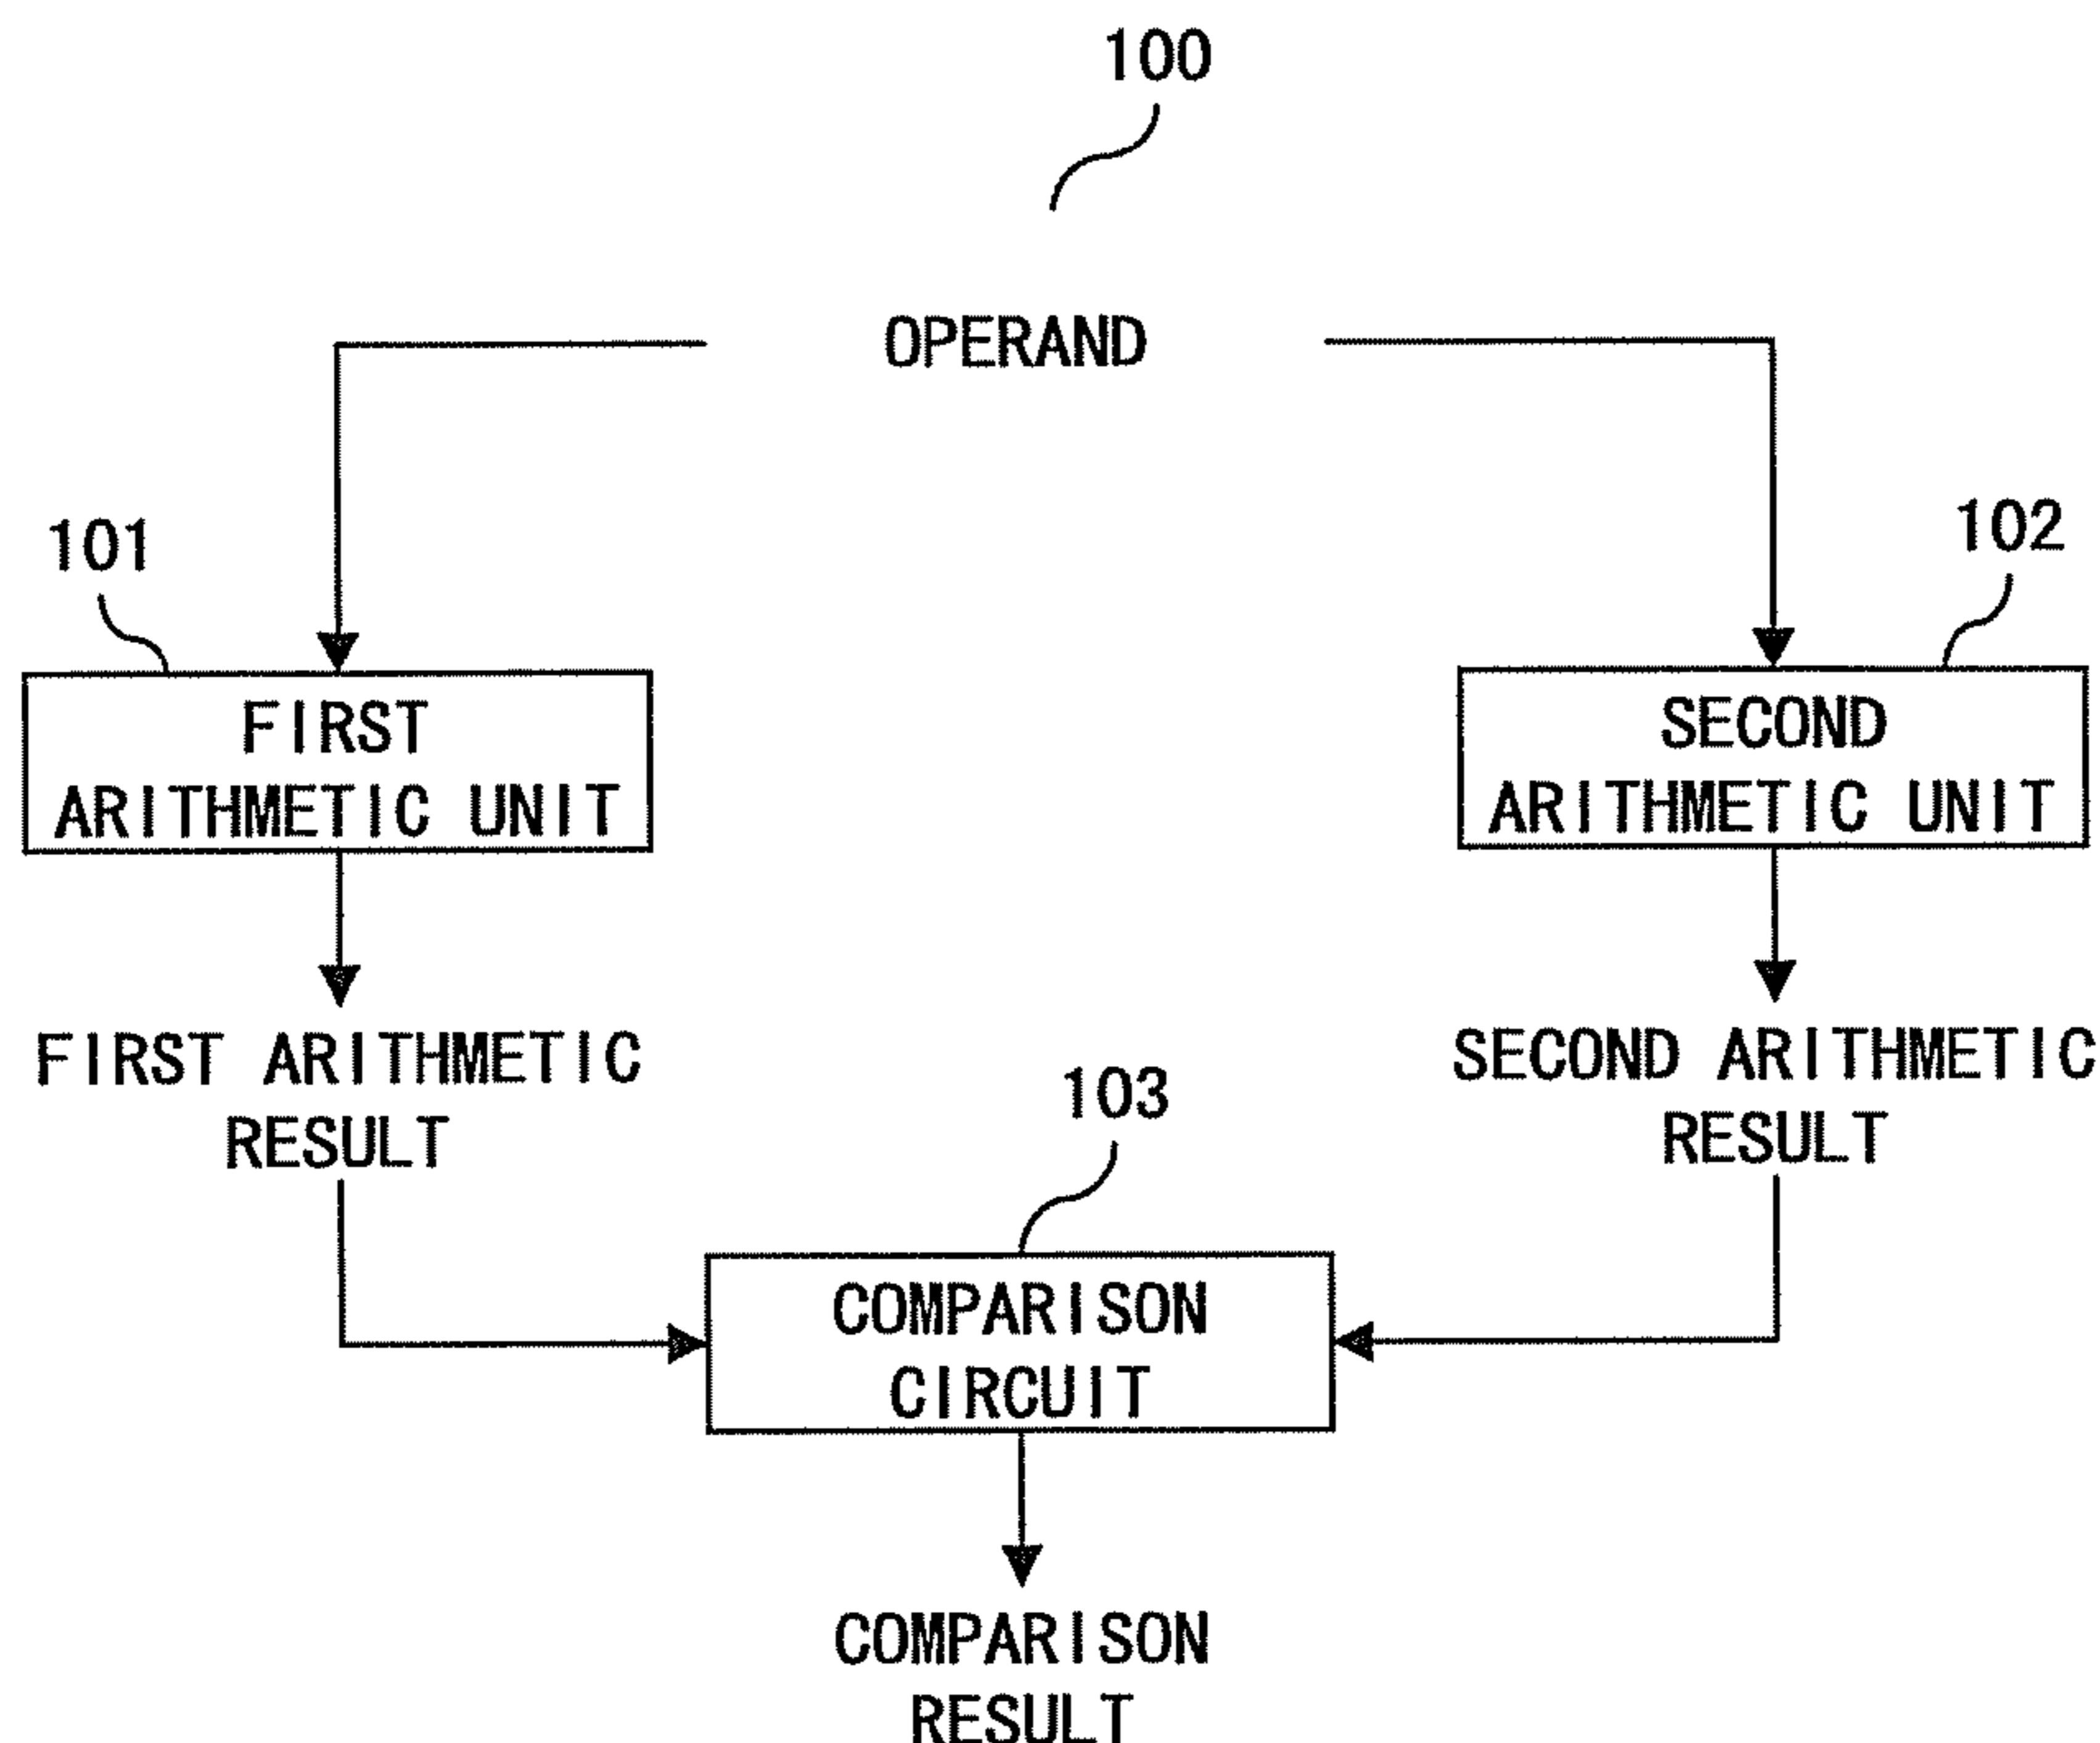 100
OPERAND
101
102
FIRST
ARITHMETIC UNIT
SECOND
ARITHMETIC UNIT
FIRST ARITHMETIC
RESULT
SECOND ARITHMETIC
RESULT
103
COMPARISON
CIRCUIT
COMPARISON
RESULT